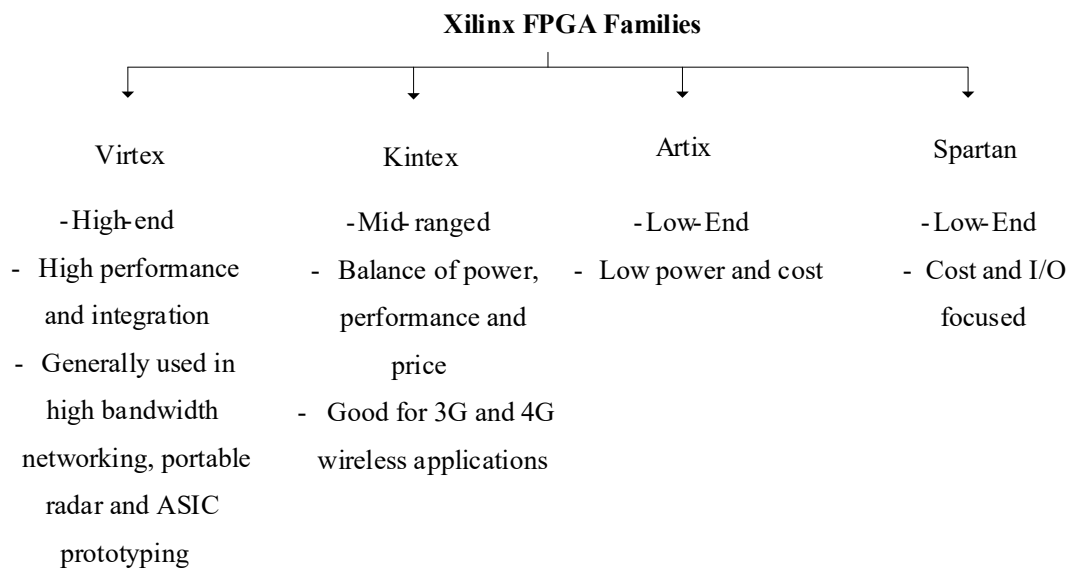 Xilinx FPGA Families
Virtex
-High-end
- High performance
and integration
- Generally used in
high bandwidth
networking, portable
radar and ASIC
prototyping
Kintex
-Mid-ranged
- Balance of power,
performance and
price
- Good for 3G and 4G
wireless applications
Artix
-Low-End
- Low power and cost
Spartan
-Low-End
- Cost and I/O
focused